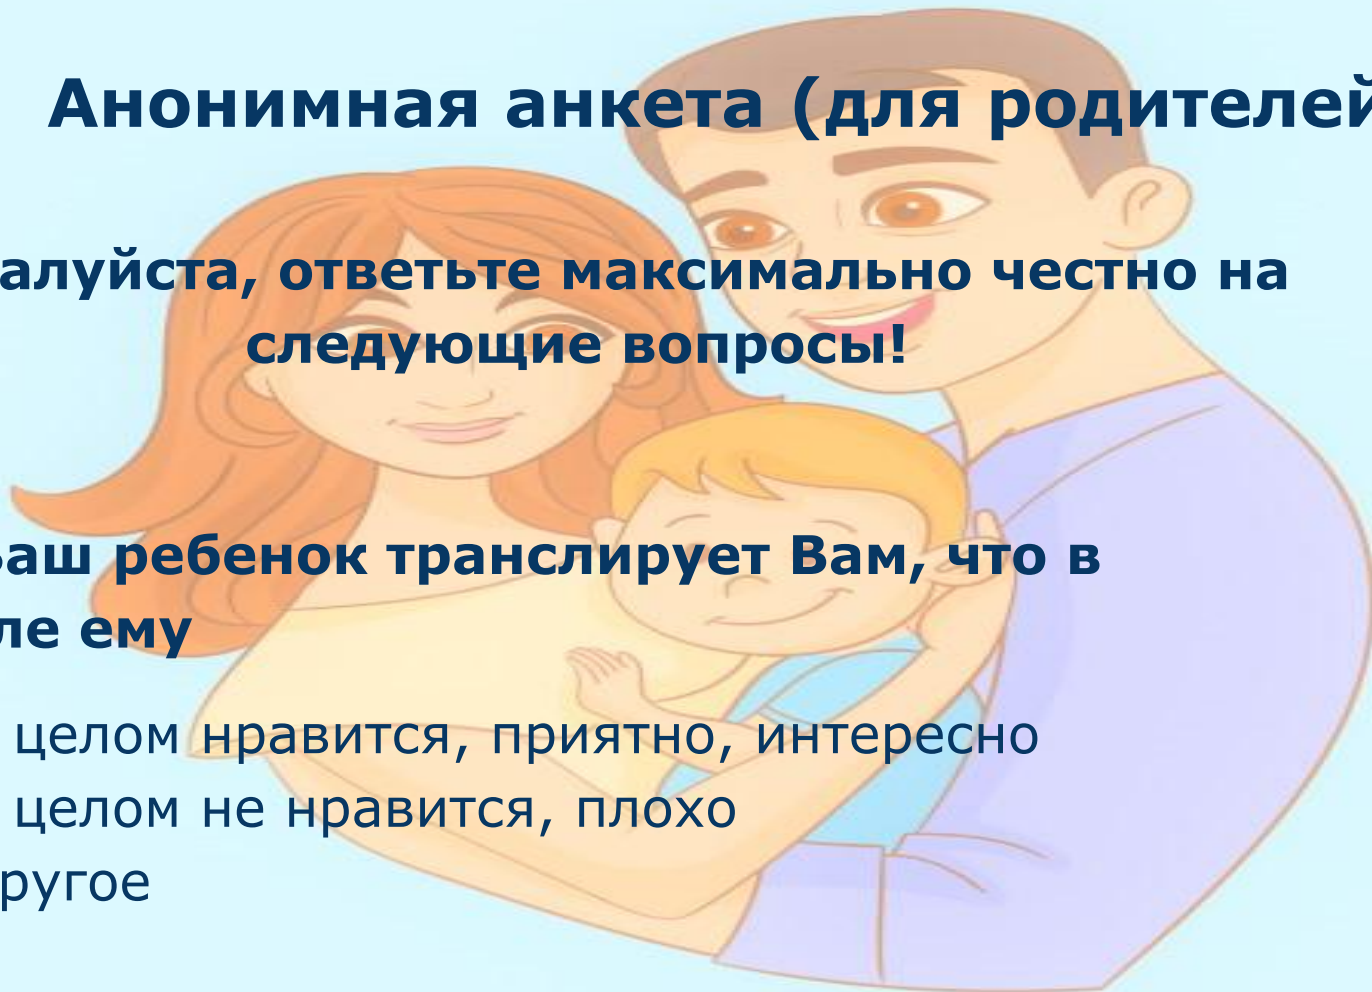 Анонимная анкета (для родителей
алуйста, ответьте максимально честно на
следующие вопросы!
ваш ребенок транслирует Вам, что в
ле ему
целом нравится, приятно, интересно
целом не нравится, плохо
ругое